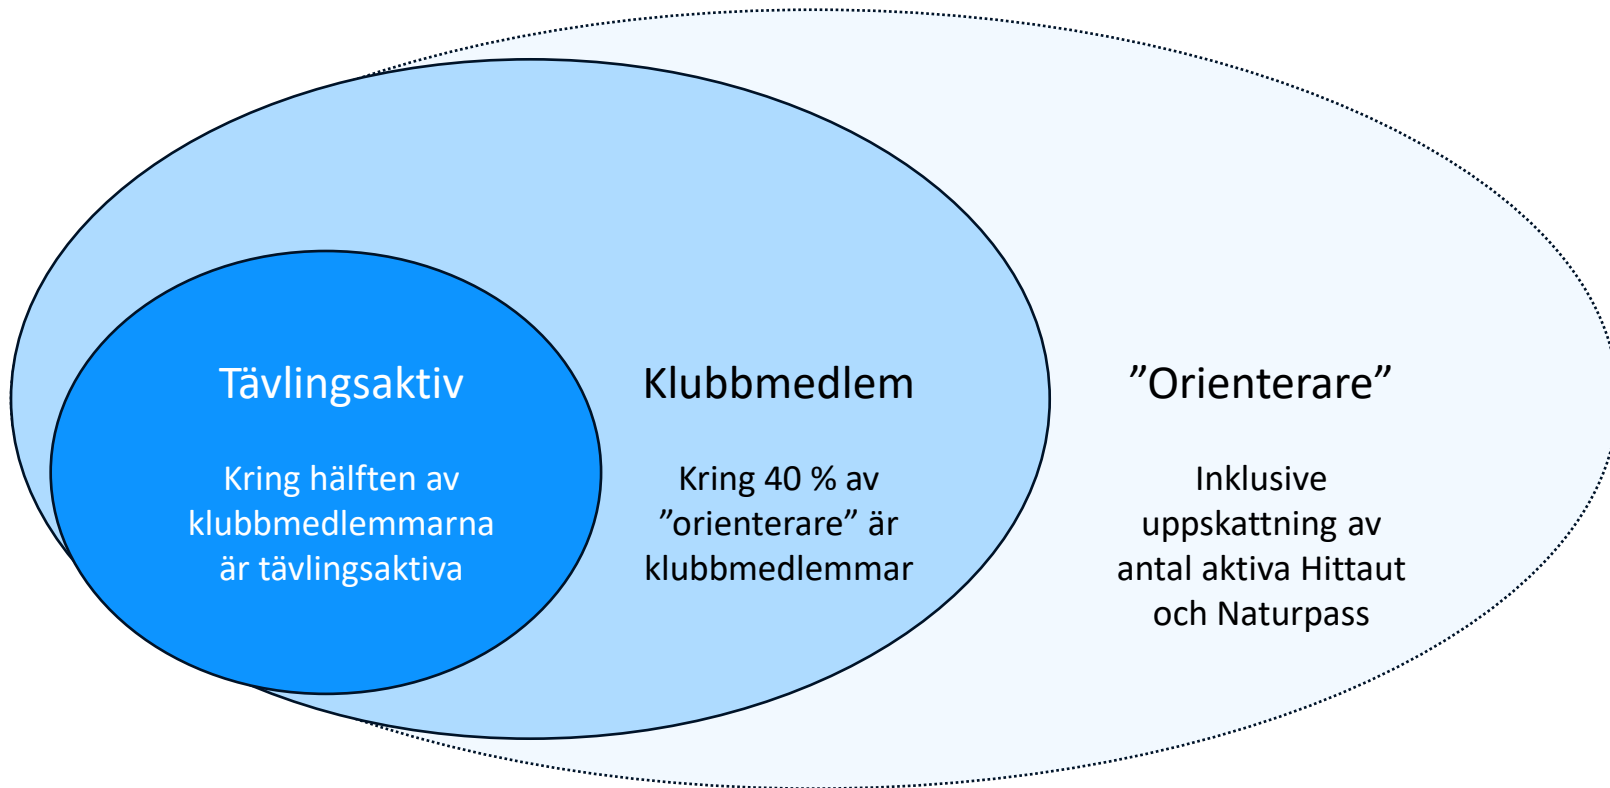 Tävlingsaktiv
Kring hälften av
klubbmedlemmarna
är tävlingsaktiva
Klubbmedlem
Kring 40 % av
”orienterare” är
klubbmedlemmar
”Orienterare”
Inklusive
uppskattning av
antal aktiva Hittaut
och Naturpass